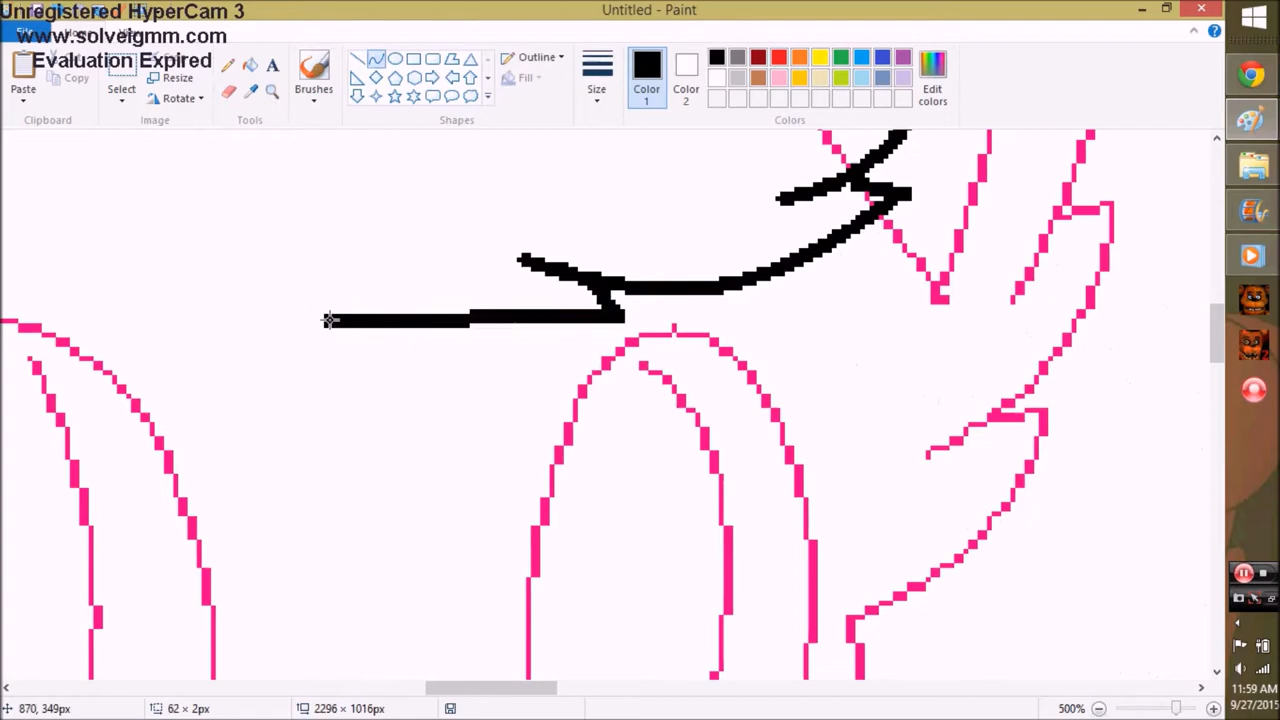 Unregistered HyperCam 3
www.solveigmm.com
Evaluation Expired
Untitled - Paint
File
Paste
Cut
Copy
Clipboard
Select
Resize
Rotate
Image
Tools
Brushes
Shapes
Outline
Fill
Size
Color 1
Color 2
Edit colors
Colors
870, 349px
62 × 2px
2296 × 1016px
500%
11:59 AM
9/27/2015